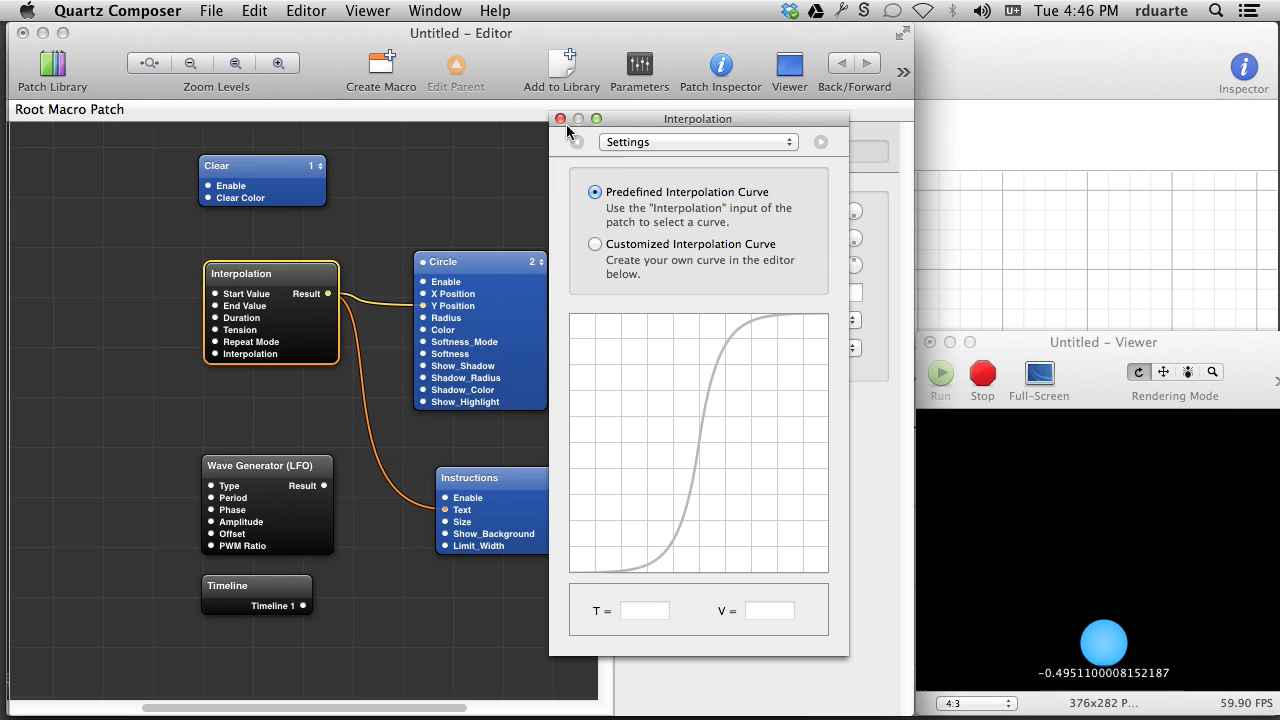 Quartz Composer File Edit Editor Viewer Window Help
Tue 4:46 PM rduarte
Untitled – Editor
Patch Library
Zoom Levels
Create Macro
Edit Parent
Add to Library
Parameters
Patch Inspector
Viewer
Back/Forward
Inspector
Root Macro Patch
Clear 1
Enable
Clear Color
Interpolation
Start Value Result
End Value
Duration
Tension
Repeat Mode
Interpolation
Circle 2
Enable
X Position
Y Position
Radius
Color
Softness_Mode
Softness
Show_Shadow
Shadow_Radius
Shadow_Color
Show_Highlight
Wave Generator (LFO)
Type Result
Period
Phase
Amplitude
Offset
PWM Ratio
Instructions
Enable
Text
Size
Show_Background
Limit_Width
Timeline
Timeline 1
Interpolation
Settings
Predefined Interpolation Curve
Use the "Interpolation" input of the
patch to select a curve.
Customized Interpolation Curve
Create your own curve in the editor
below.
T = V =
Untitled – Viewer
Run
Stop
Full-Screen
Rendering Mode
-0.4951100008152187
4:3 376x282 P... 59.90 FPS